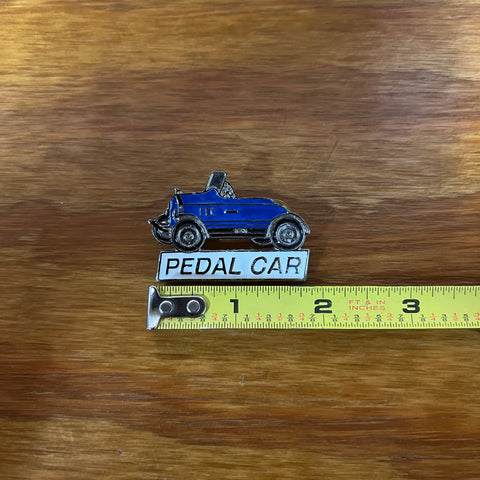 PEDAL CAR
1 2 FT & IN INCHES 3